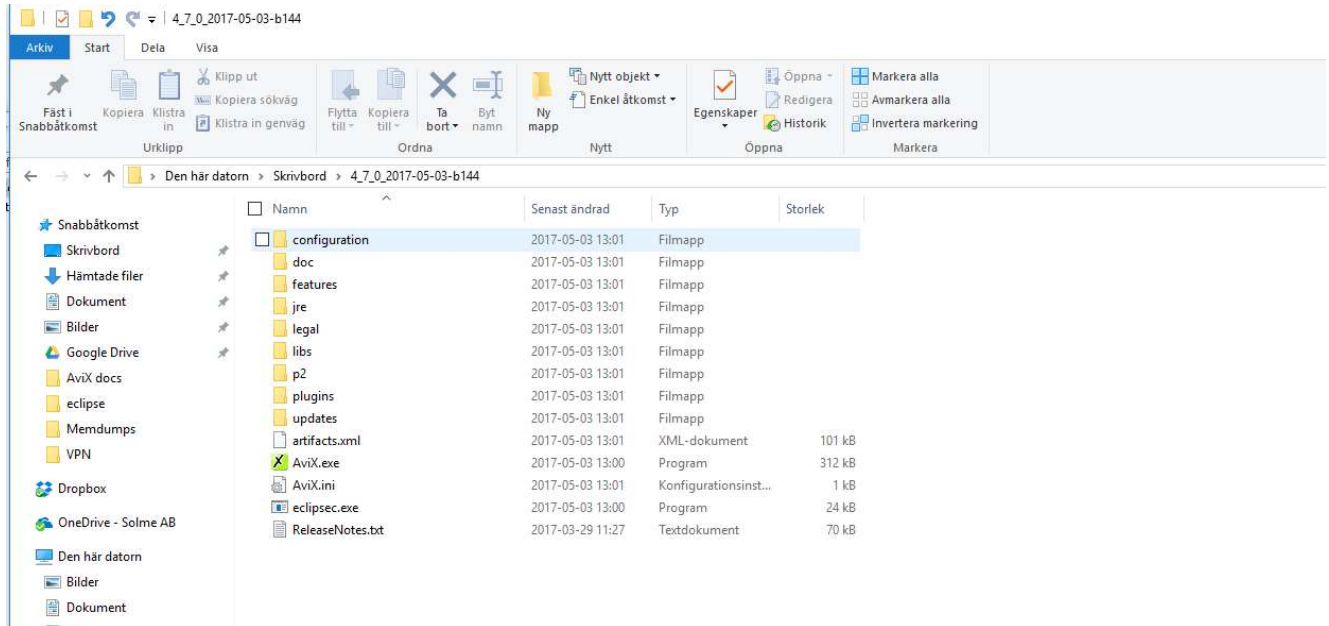 4_7_0_2017-05-03-b144
Arkiv Start Dela Visa
Fäst i Snabbåtkomst
Kopiera
Klistra in
Klipp ut
Kopiera sökväg
Klistra in genväg
Urklipp
Flytta till
Kopiera till
Ta bort
Byt namn
Ordna
Ny mapp
Nytt objekt
Enkel åtkomst
Nytt
Egenskaper
Öppna
Redigera
Historik
Öppna
Markera alla
Avmarkera alla
Invertera markering
Markera
Den här datorn > Skrivbord > 4_7_0_2017-05-03-b144
Snabbåtkomst
Skrivbord
Hämtade filer
Dokument
Bilder
Google Drive
AviX docs
eclipse
Memdumps
VPN
Dropbox
OneDrive - Solme AB
Den här datorn
Bilder
Dokument
Namn Senast ändrad Typ Storlek
configuration 2017-05-03 13:01 Filmapp
doc 2017-05-03 13:01 Filmapp
features 2017-05-03 13:01 Filmapp
jre 2017-05-03 13:01 Filmapp
legal 2017-05-03 13:01 Filmapp
libs 2017-05-03 13:01 Filmapp
p2 2017-05-03 13:01 Filmapp
plugins 2017-05-03 13:01 Filmapp
updates 2017-05-03 13:01 Filmapp
artifacts.xml 2017-05-03 13:01 XML-dokument 101 kB
AviX.exe 2017-05-03 13:00 Program 312 kB
AviX.ini 2017-05-03 13:01 Konfigurationsinst... 1 kB
eclipsec.exe 2017-05-03 13:00 Program 24 kB
ReleaseNotes.txt 2017-03-29 11:27 Textdokument 70 kB